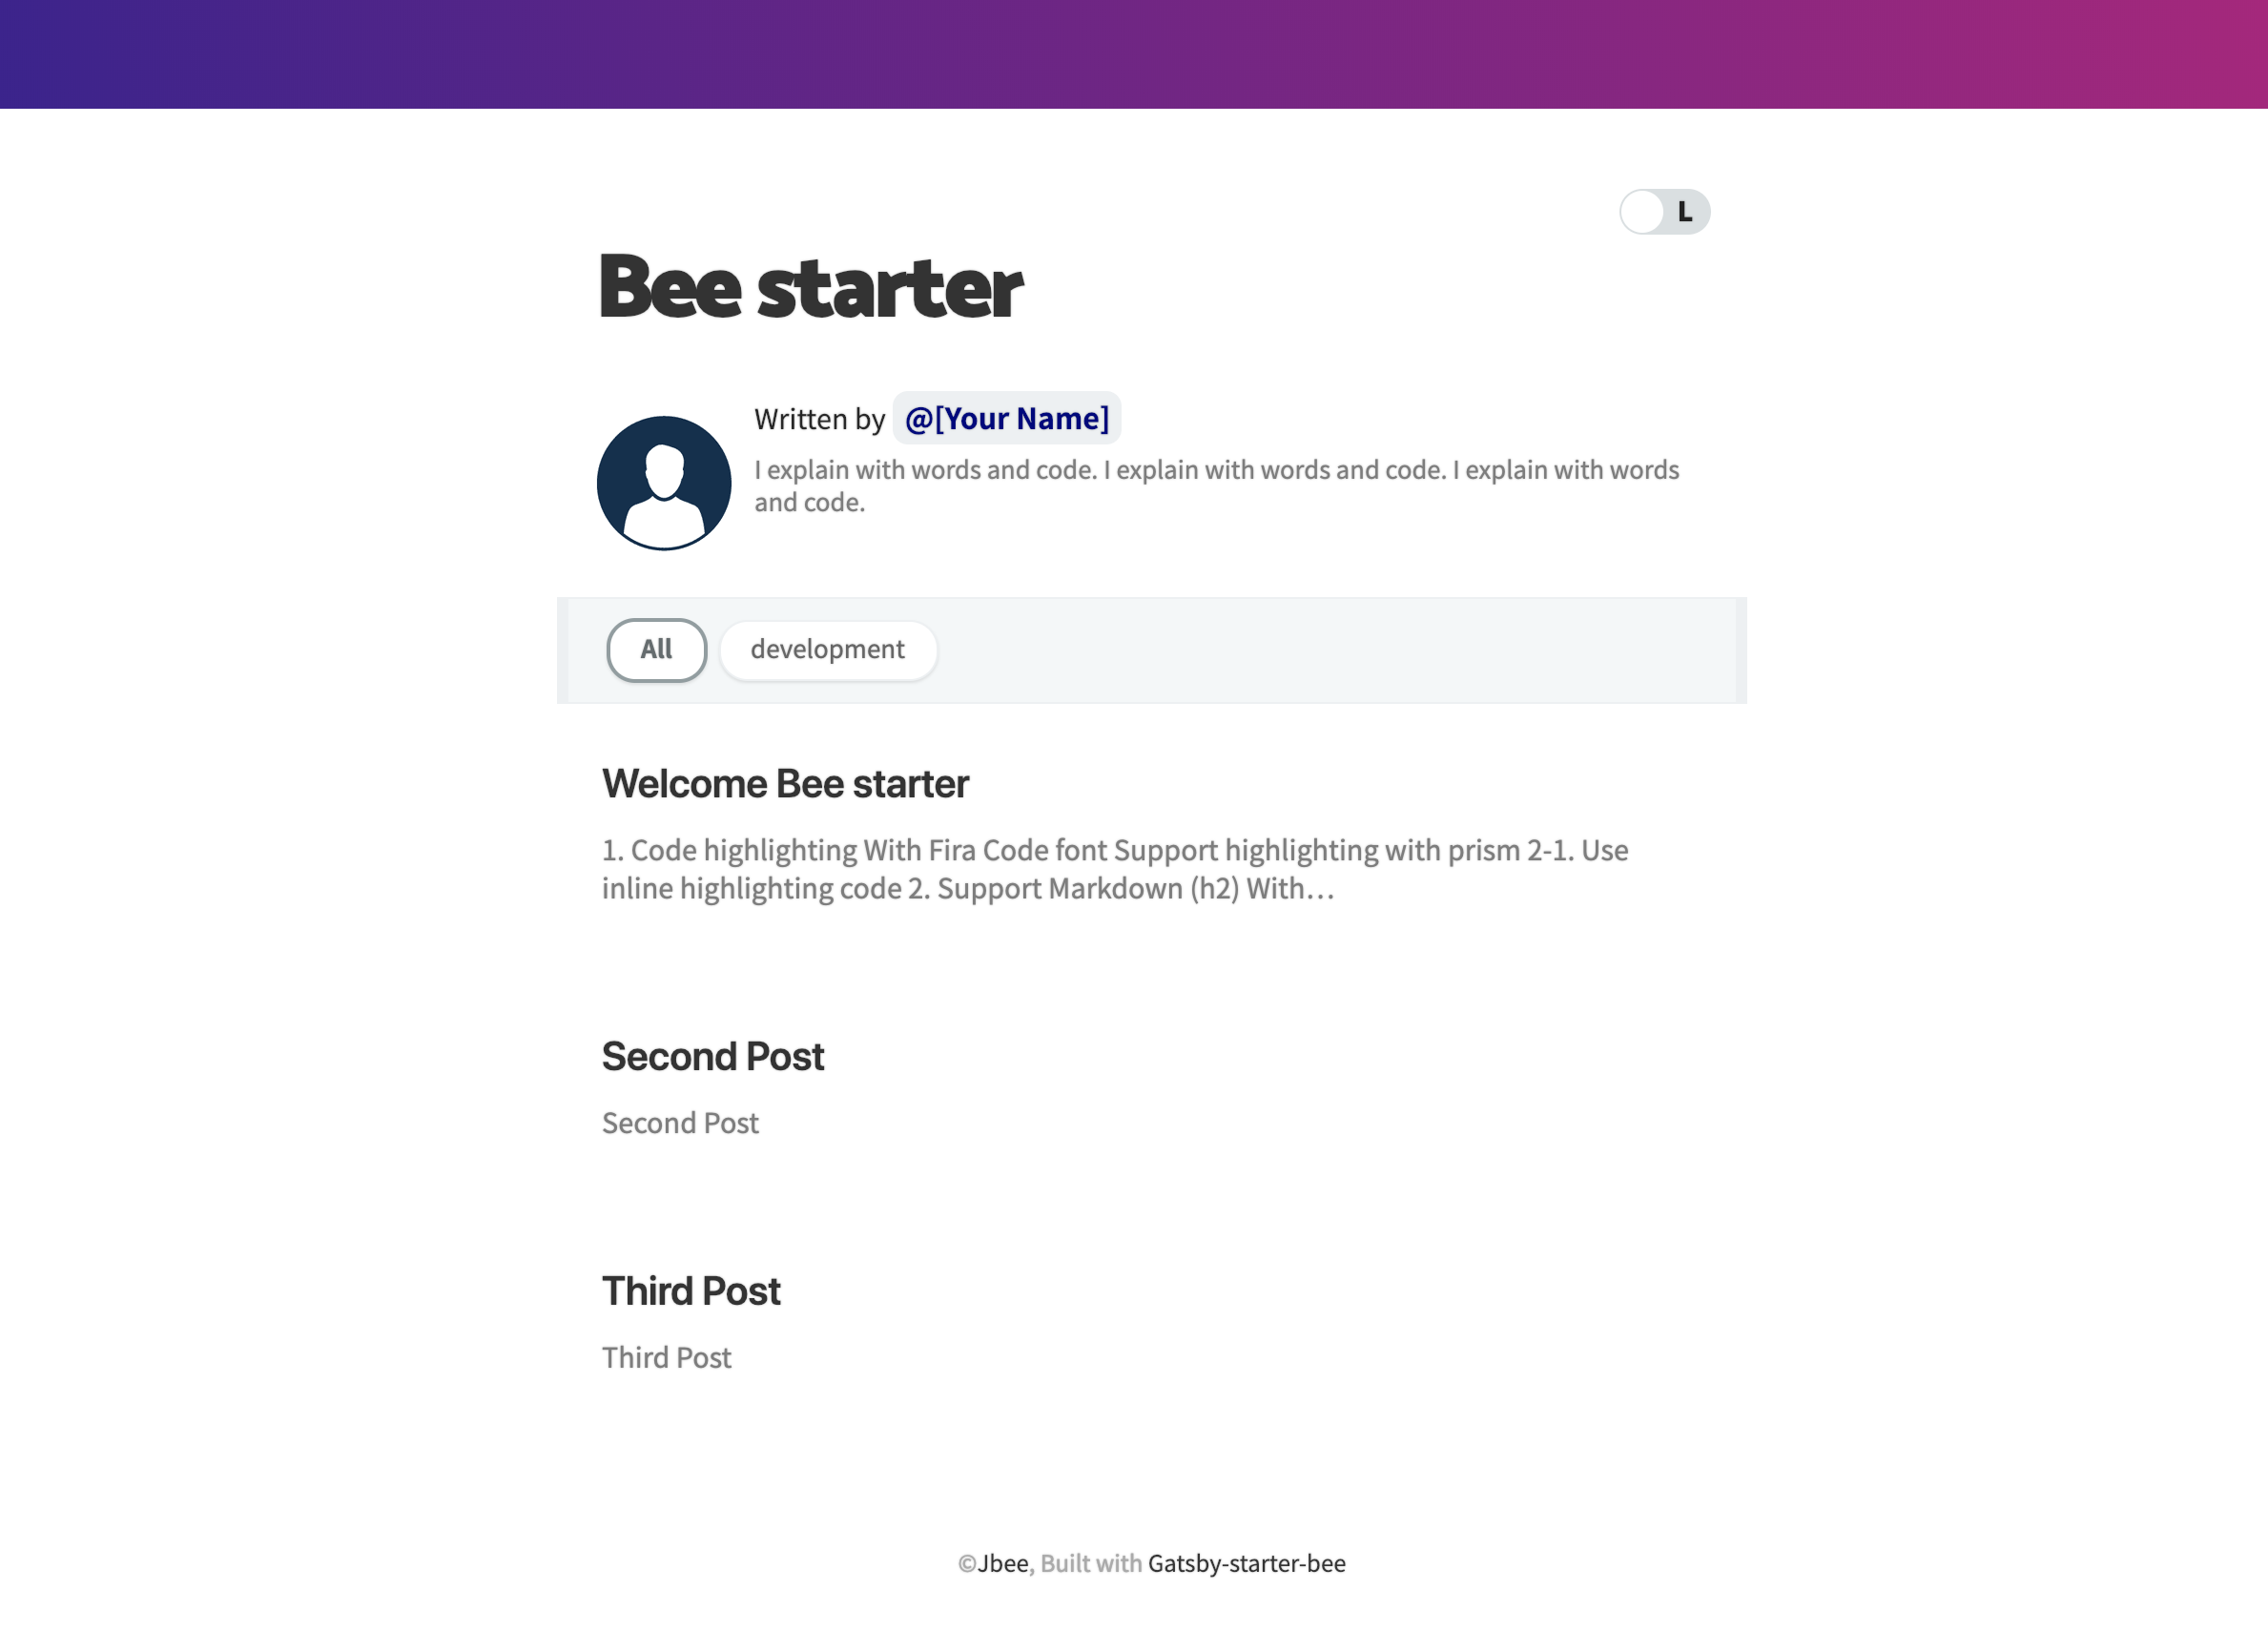 L
Bee starter
Written by @[Your Name]
I explain with words and code. I explain with words and code. I explain with words
and code.
All development
Welcome Bee starter
1. Code highlighting With Fira Code font Support highlighting with prism 2-1. Use
inline highlighting code 2. Support Markdown (h2) With…
Second Post
Second Post
Third Post
Third Post
©Jbee, Built with Gatsby-starter-bee